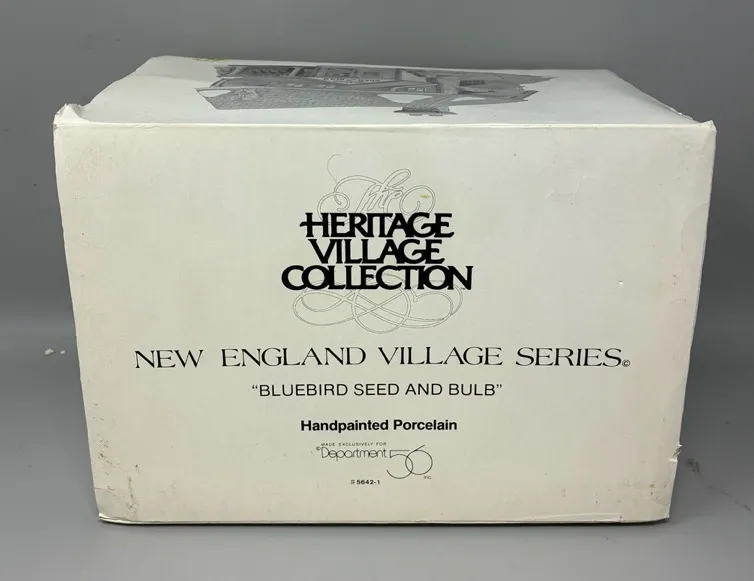 The
HERITAGE
VILLAGE
COLLECTION
NEW ENGLAND VILLAGE SERIES©
“BLUEBIRD SEED AND BULB”
Handpainted Porcelain
MADE EXCLUSIVELY FOR
©Department 56
INC.
5642-1